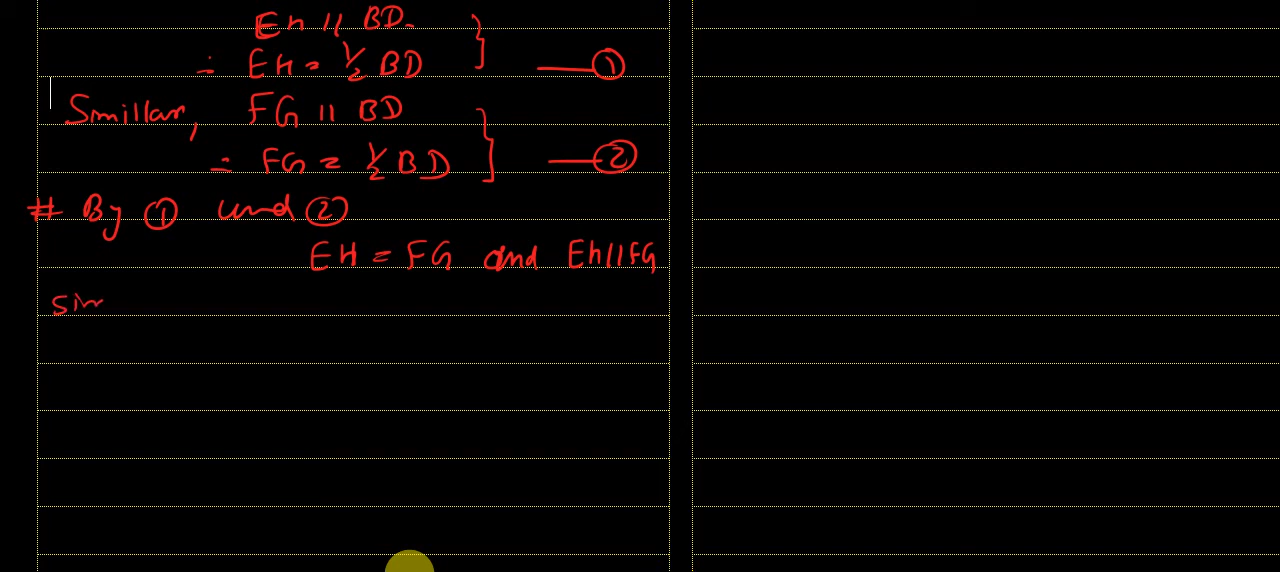 Eh || BD.
∴ EH = 1/2 BD } —①
Smillar, FG || BD
∴ FG = 1/2 BD } —②
# By ① and ②
EH = FG and Eh || FG
Sim